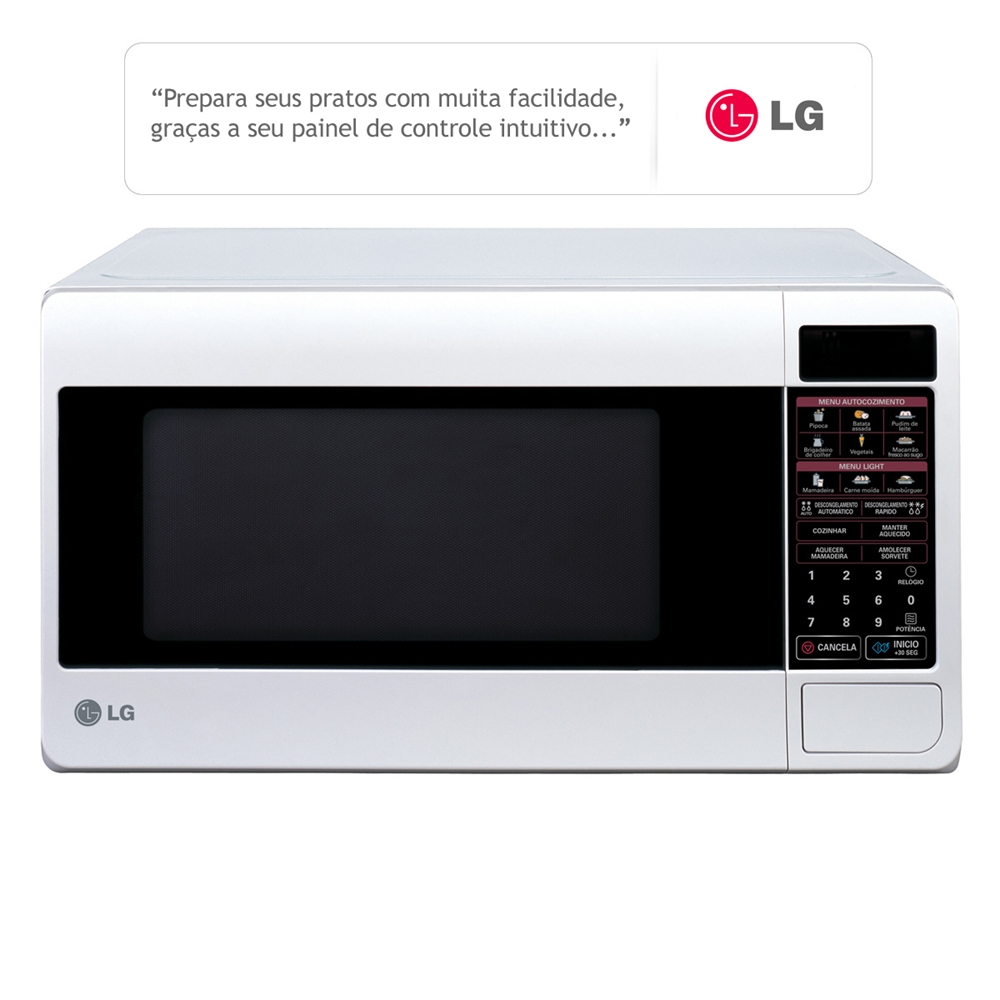 “Prepara seus pratos com muita facilidade,
graças a seu painel de controle intuitivo...”
LG
MENU AUTOCOZIMENTO
Pipoca
Batata
assada
Pudim de
leite
Brigadeiro
de colher
Vegetais
Macarrão
fresco ao sugo
MENU LIGHT
Mamadeira
Carne moída
Hambúrguer
AUTO
DESCONGELAMENTO
AUTOMÁTICO
DESCONGELAMENTO
RAPIDO
COZINHAR
MANTER
AQUECIDO
AQUECER
MAMADEIRA
AMOLECER
SORVETE
1 2 3
RELÓGIO
4 5 6 0
7 8 9
POTÊNCIA
CANCELA
INICIO
+30 SEG
LG